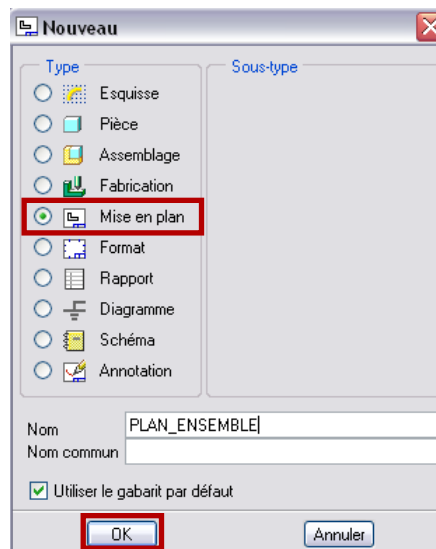 Nouveau
Type
Sous-type
Esquisse
Pièce
Assemblage
Fabrication
Mise en plan
Format
Rapport
Diagramme
Schéma
Annotation
Nom PLAN_ENSEMBLE
Nom commun
Utiliser le gabarit par défaut
OK Annuler